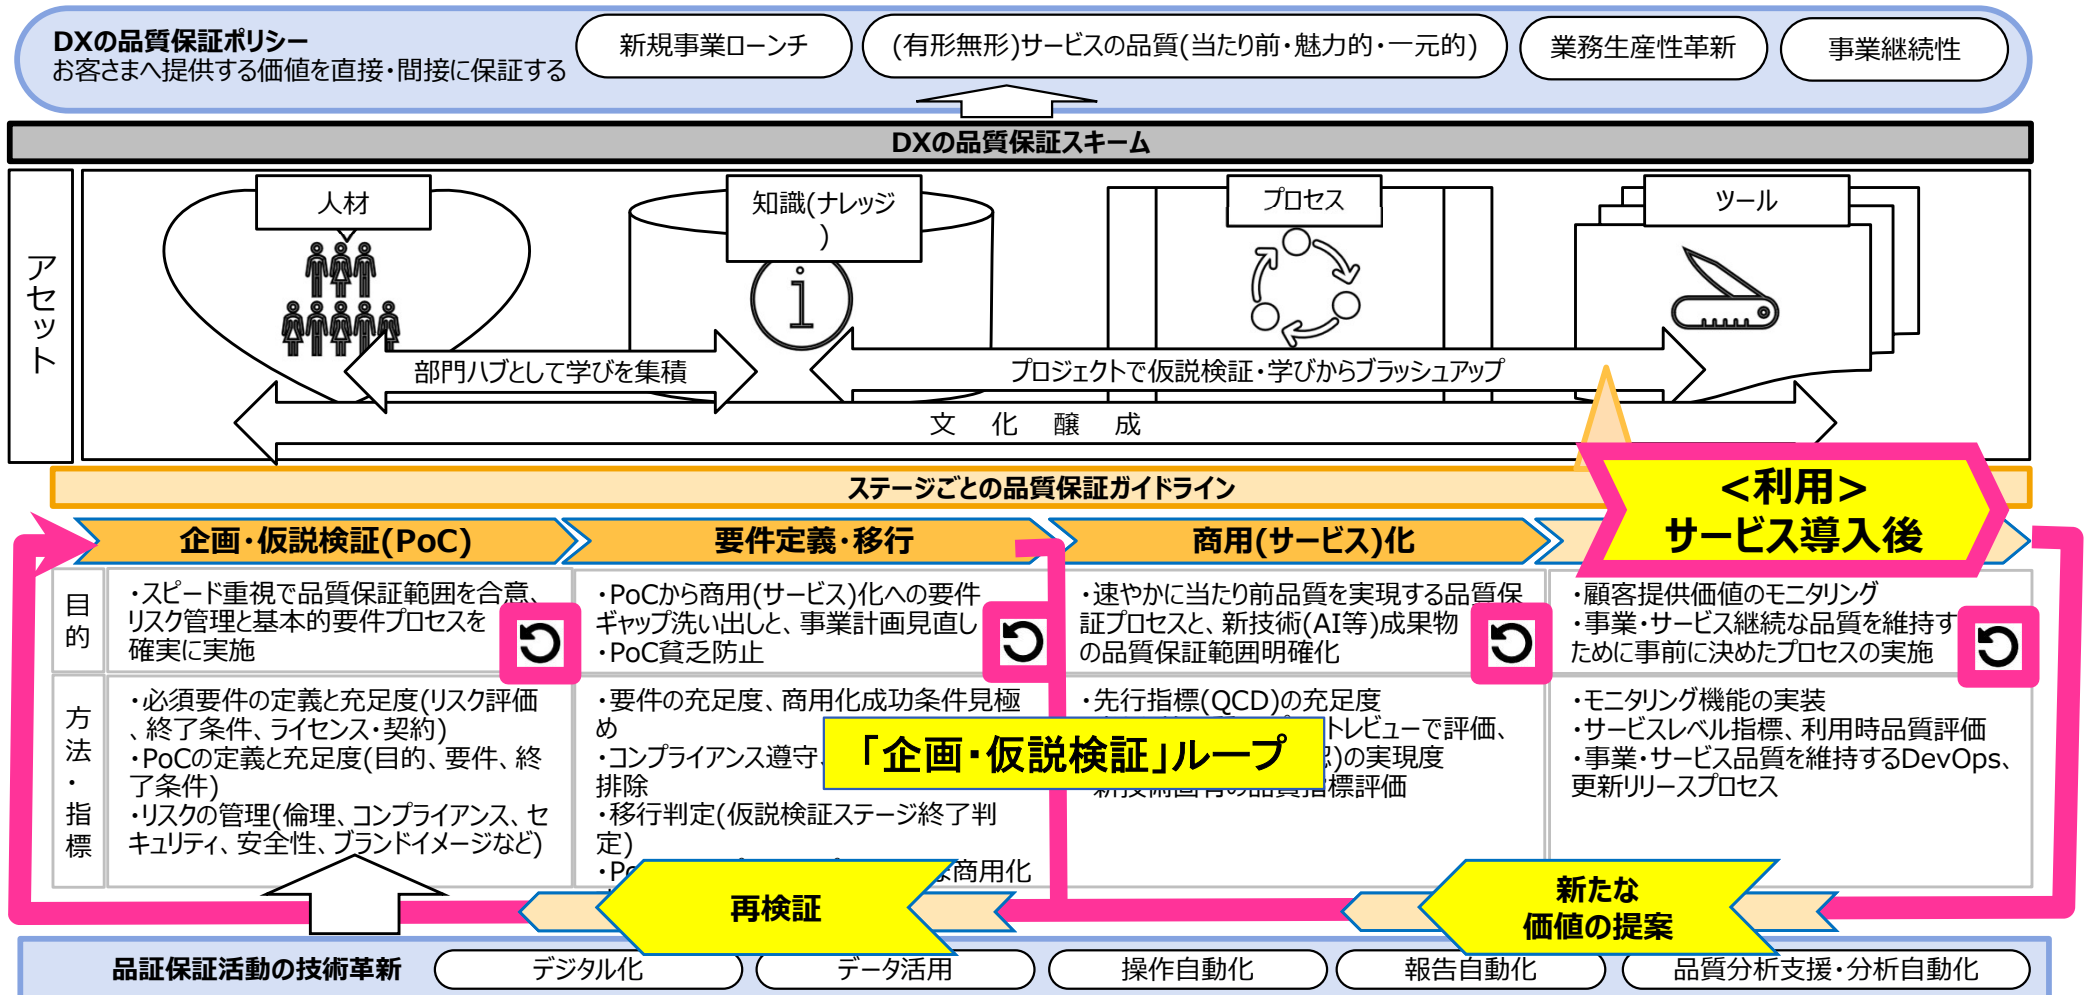 DXの品質保証ポリシー
お客さまへ提供する価値を直接・間接に保証する
新規事業ローンチ
(有形無形)サービスの品質(当たり前・魅力的・一元的)
業務生産性革新
事業継続性
DXの品質保証スキーム
アセット
人材
知識(ナレッジ
)
プロセス
ツール
部門ハブとして学びを集積
プロジェクトで仮説検証・学びからブラッシュアップ
文 化 醸 成
ステージごとの品質保証ガイドライン
<利用>
サービス導入後
企画・仮説検証(PoC)
要件定義・移行
商用(サービス)化
目的
・スピード重視で品質保証範囲を合意、
リスク管理と基本的要件プロセスを
確実に実施
・PoCから商用(サービス)化への要件
ギャップ洗い出しと、事業計画見直し
・PoC貧乏防止
・速やかに当たり前品質を実現する品質保
証プロセスと、新技術(AI等)成果物
の品質保証範囲明確化
・顧客提供価値のモニタリング
・事業・サービス継続な品質を維持す
ために事前に決めたプロセスの実施
方法・指標
・必須要件の定義と充足度(リスク評価
、終了条件、ライセンス・契約)
・PoCの定義と充足度(目的、要件、終
了条件)
・リスクの管理(倫理、コンプライアンス、セ
キュリティ、安全性、ブランドイメージなど)
・要件の充足度、商用化成功条件見極
め
・コンプライアンス遵守、
排除
・移行判定(仮説検証ステージ終了判
定)
商用化
・先行指標(QCD)の充足度
トレビューで評価、
)の実現度
新技術固有の品質指標評価
・モニタリング機能の実装
・サービスレベル指標、利用時品質評価
・事業・サービス品質を維持するDevOps、
更新リリースプロセス
「企画・仮説検証」ループ
再検証
新たな
価値の提案
品証保証活動の技術革新
デジタル化
データ活用
操作自動化
報告自動化
品質分析支援・分析自動化